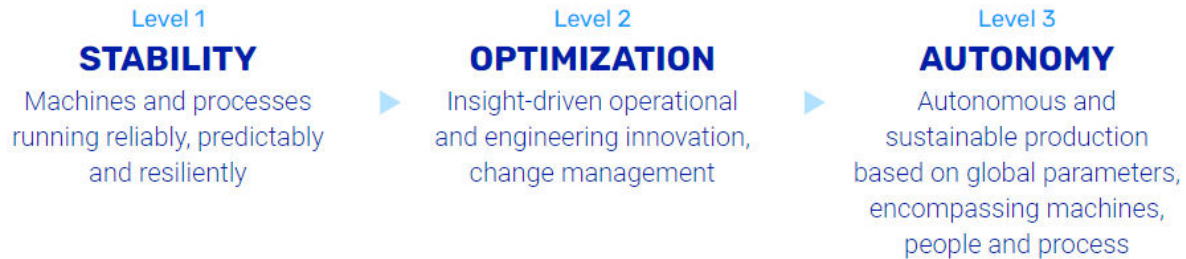 Level 1
STABILITY
Machines and processes
running reliably, predictably
and resiliently
Level 2
OPTIMIZATION
Insight-driven operational
and engineering innovation,
change management
Level 3
AUTONOMY
Autonomous and
sustainable production
based on global parameters,
encompassing machines,
people and process